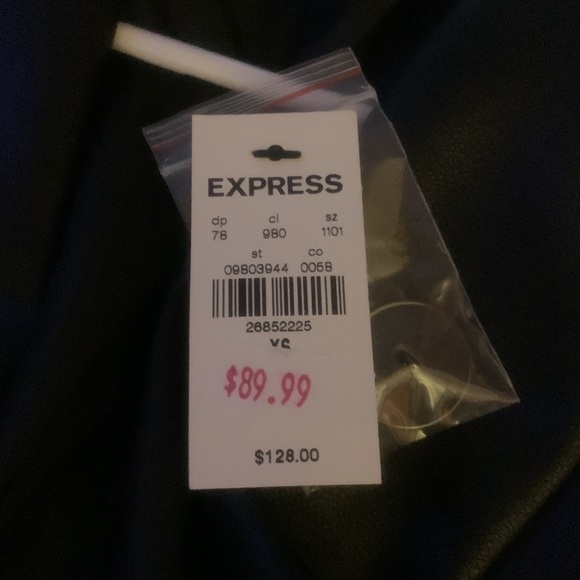 EXPRESS
dp cl sz
78 980 1101
st co
09803944 0058
26852225
XS
$89.99
$128.00